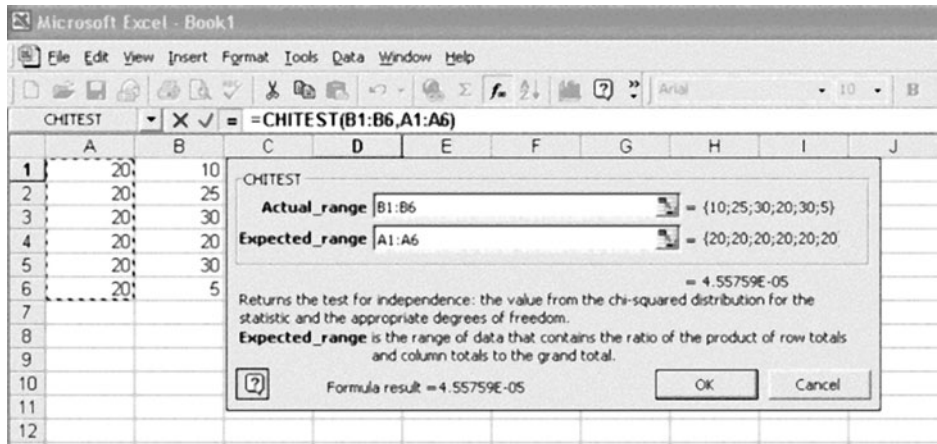 Microsoft Excel - Book1
File Edit View Insert Format Tools Data Window Help
Arial 10 B
CHITEST = =CHITEST(B1:B6,A1:A6)
A B C D E F G H I J
1 20 10
2 20 25
3 20 30
4 20 20
5 20 30
6 20 5
7
8
9
10
11
12
CHITEST
Actual_range B1:B6 = {10;25;30;20;30;5}
Expected_range A1:A6 = {20;20;20;20;20;20
= 4.55759E-05
Returns the test for independence: the value from the chi-squared distribution for the
statistic and the appropriate degrees of freedom.
Expected_range is the range of data that contains the ratio of the product of row totals
and column totals to the grand total.
Formula result =4.55759E-05 OK Cancel